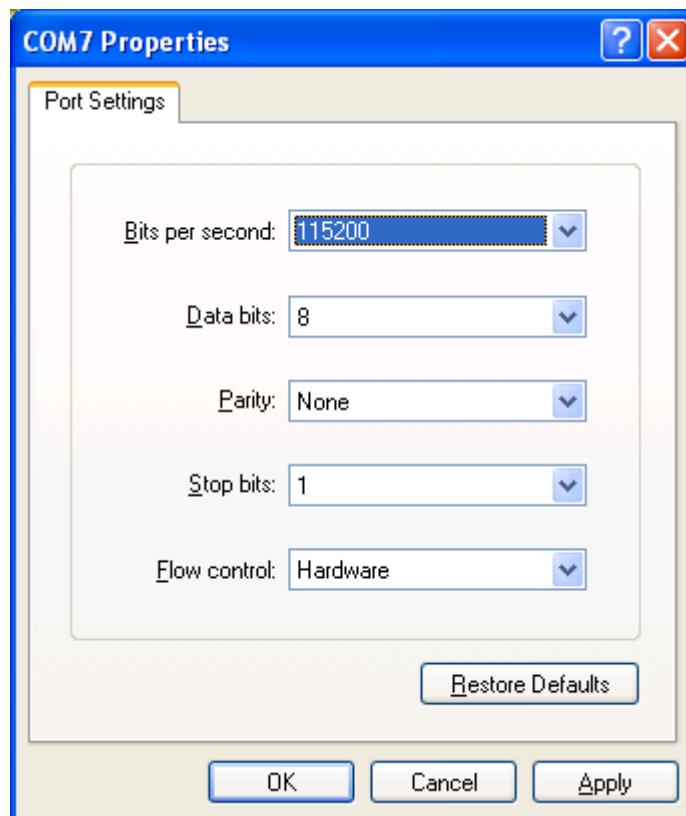 COM7 Properties
Port Settings
Bits per second: 115200
Data bits: 8
Parity: None
Stop bits: 1
Flow control: Hardware
Restore Defaults
OK Cancel Apply